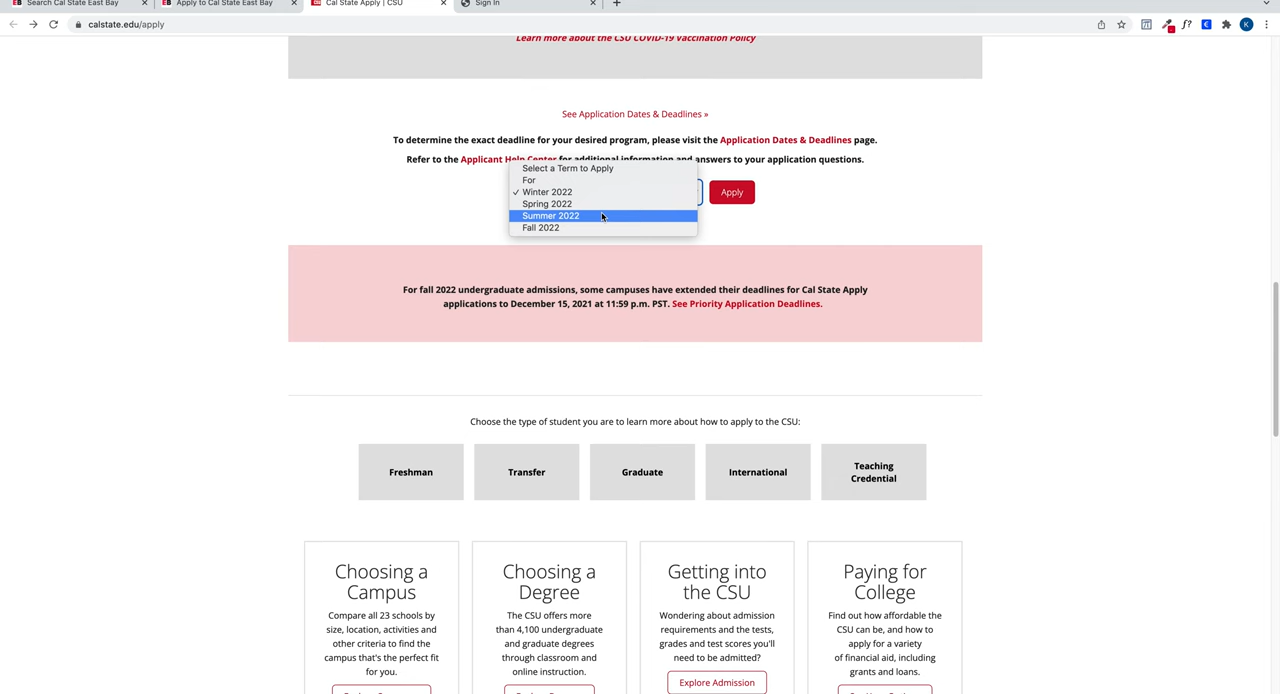 Search Cal State East Bay
Apply to Cal State East Bay
Cal State Apply | CSU
Sign In
calstate.edu/apply
K
Learn more about the CSU COVID-19 Vaccination Policy
See Application Dates & Deadlines »
To determine the exact deadline for your desired program, please visit the Application Dates & Deadlines page.
Refer to the Applicant Help Center for additional information and answers to your application questions.
Select a Term to Apply
For
✓ Winter 2022
Spring 2022
Summer 2022
Fall 2022
Apply
For fall 2022 undergraduate admissions, some campuses have extended their deadlines for Cal State Apply
applications to December 15, 2021 at 11:59 p.m. PST. See Priority Application Deadlines.
Choose the type of student you are to learn more about how to apply to the CSU:
Freshman
Transfer
Graduate
International
Teaching
Credential
Choosing a
Campus
Compare all 23 schools by
size, location, activities and
other criteria to find the
campus that's the perfect fit
for you.
Choosing a
Degree
The CSU offers more
than 4,100 undergraduate
and graduate degrees
through classroom and
online instruction.
Getting into
the CSU
Wondering about admission
requirements and the tests,
grades and test scores you'll
need to be admitted?
Explore Admission
Paying for
College
Find out how affordable the
CSU can be, and how to
apply for a variety
of financial aid, including
grants and loans.